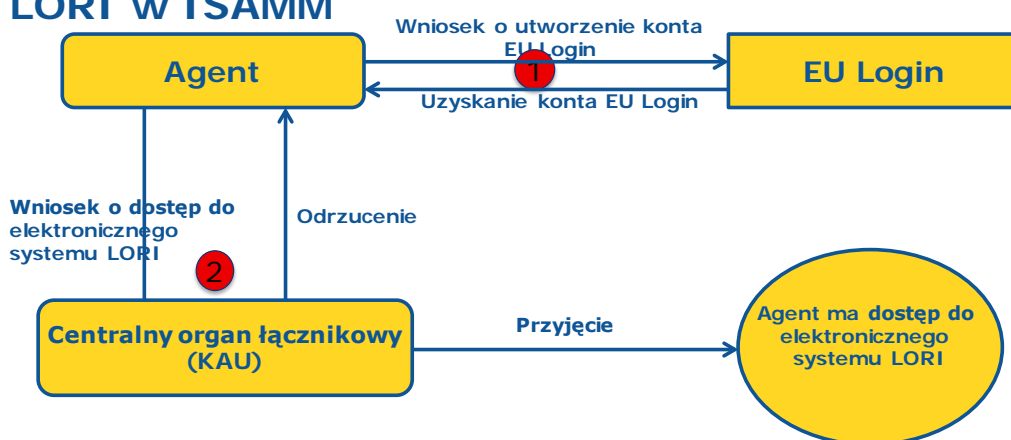 LORI W TSAMM
Wniosek o utworzenie konta
EU Login
Agent
1
EU Login
Uzyskanie konta EU Login
Wniosek o dostęp do
elektronicznego
systemu LORI
Odrzucenie
2
Centralny organ łącznikowy
(KAU)
Przyjęcie
Agent ma dostęp do
elektronicznego
systemu LORI